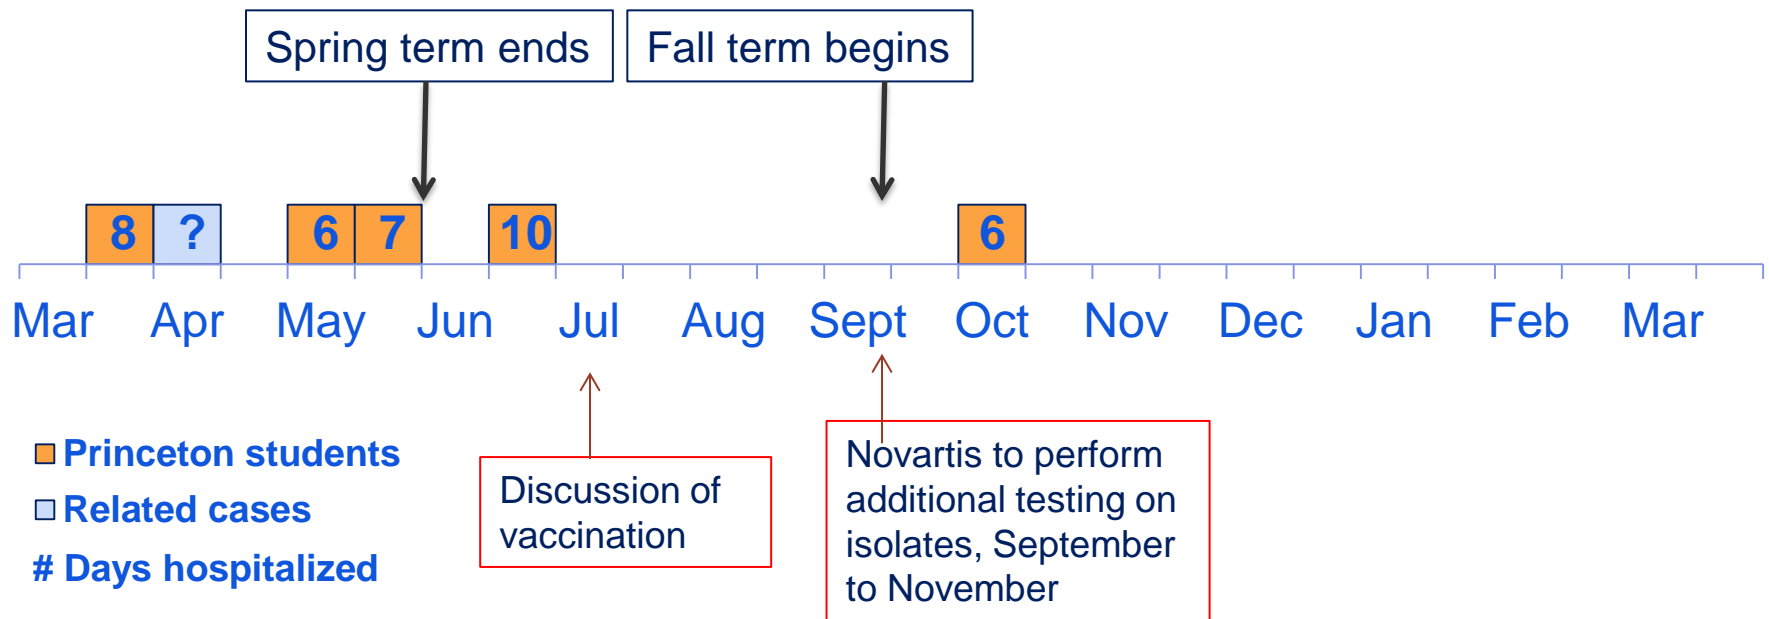 Spring term ends
Fall term begins
8 ? 6 7 10 6
Mar Apr May Jun Jul Aug Sept Oct Nov Dec Jan Feb Mar
Princeton students
Related cases
# Days hospitalized
Discussion of
vaccination
Novartis to perform
additional testing on
isolates, September
to November